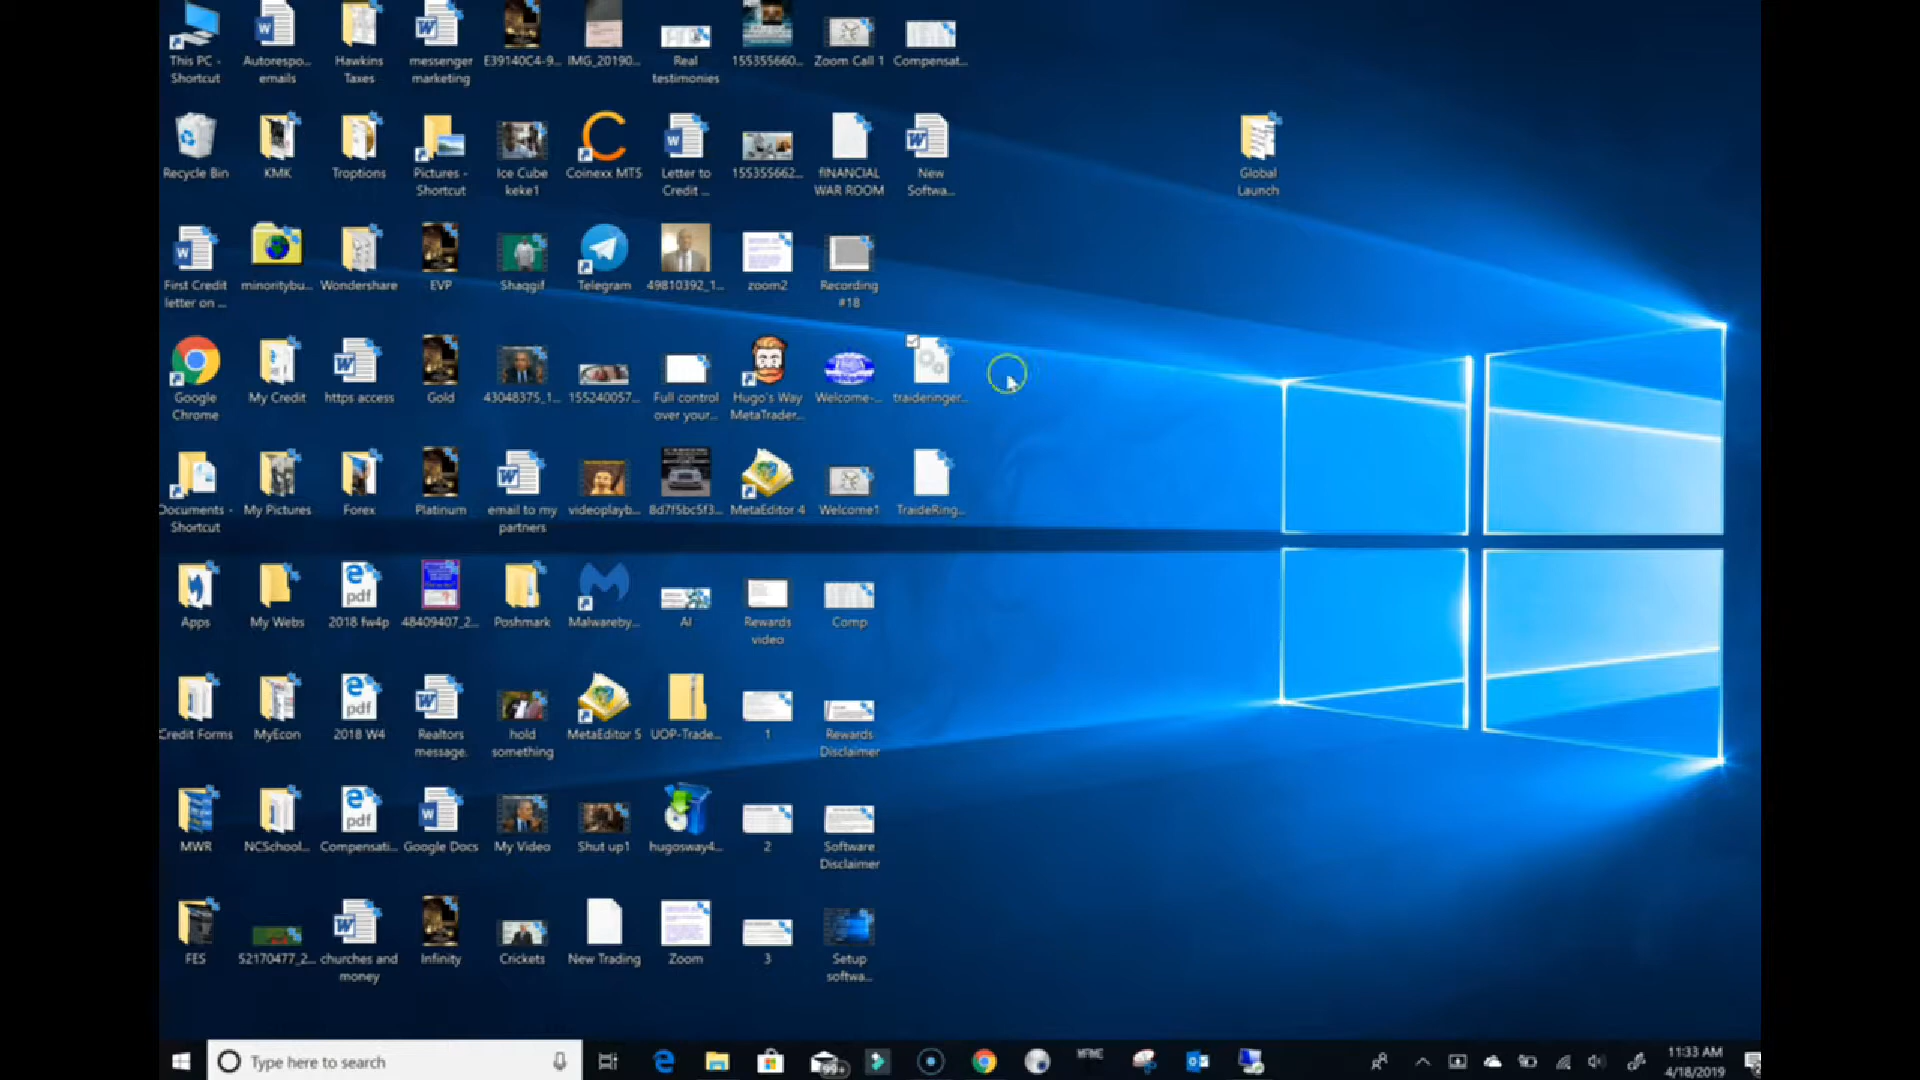 This PC - Shortcut
Autorespo... emails
Hawkins Taxes
messenger marketing
E39140C4-9...
IMG_20190...
Real testimonies
155355660...
Zoom Call 1
Compensat...
Recycle Bin
KMK
Troptions
Pictures - Shortcut
Ice Cube keke1
Coinexx MT5
Letter to Credit ...
155355662...
fINANCIAL WAR ROOM
New Softwa...
Global Launch
First Credit letter on ...
minoritybu...
Wondershare
EVP
Shaqgif
Telegram
49810392_1...
zoom2
Recording #18
Google Chrome
My Credit
https access
Gold
43048375_1...
155240057...
Full control over your...
Hugo's Way MetaTrader...
Welcome-...
traideringer...
Documents - Shortcut
My Pictures
Forex
Platinum
email to my partners
videoplayb...
8d7f5bc5f3...
MetaEditor 4
Welcome1
TraideRing...
Apps
My Webs
pdf
2018 fw4p
48409407_2...
Poshmark
Malwareby...
AI
Rewards video
Comp
Credit Forms
MyEcon
pdf
2018 W4
Realtors message.
hold something
MetaEditor 5
UOP-Trade...
1
Rewards Disclaimer
MWR
NCSchool...
pdf
Compensati...
Google Docs
My Video
Shut up1
hugosway4...
2
Software Disclaimer
FES
52170477_2...
churches and money
Infinity
Crickets
New Trading
Zoom
3
Setup softwa...
Type here to search
99+
11:33 AM
4/18/2019